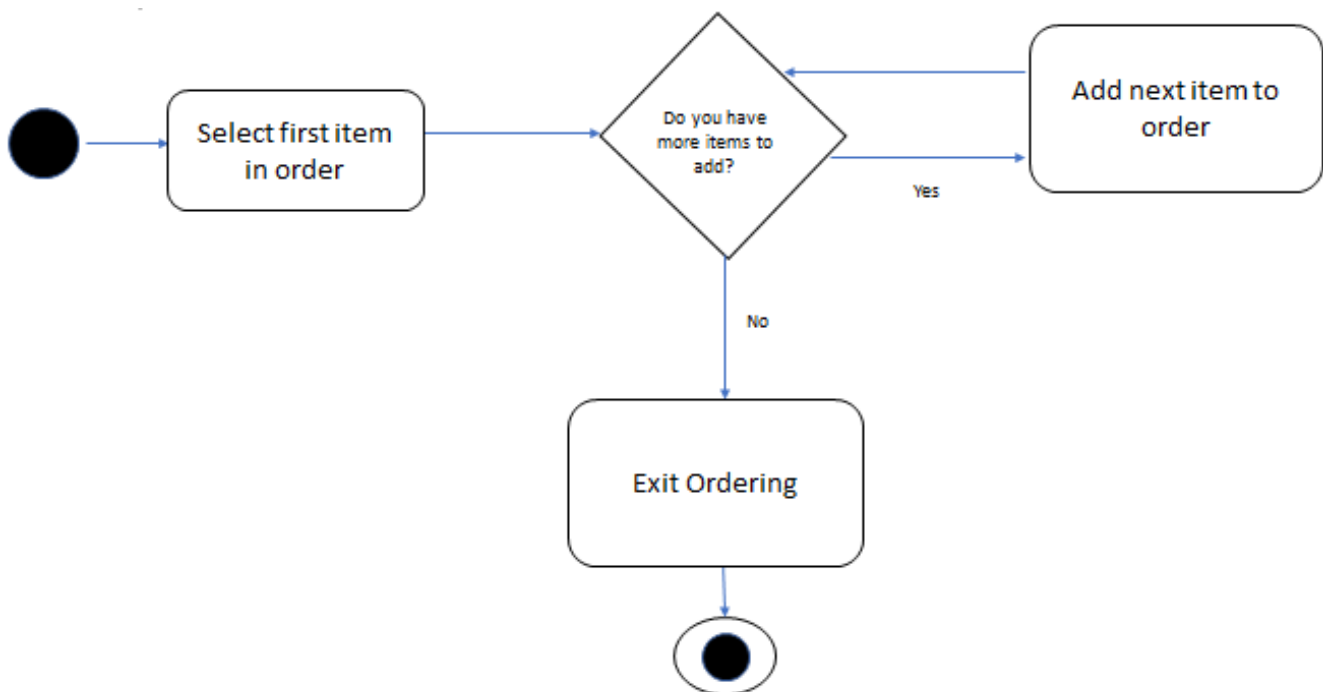 Select first item
in order
Do you have
more items to
add?
Add next item to
order
Yes
No
Exit Ordering